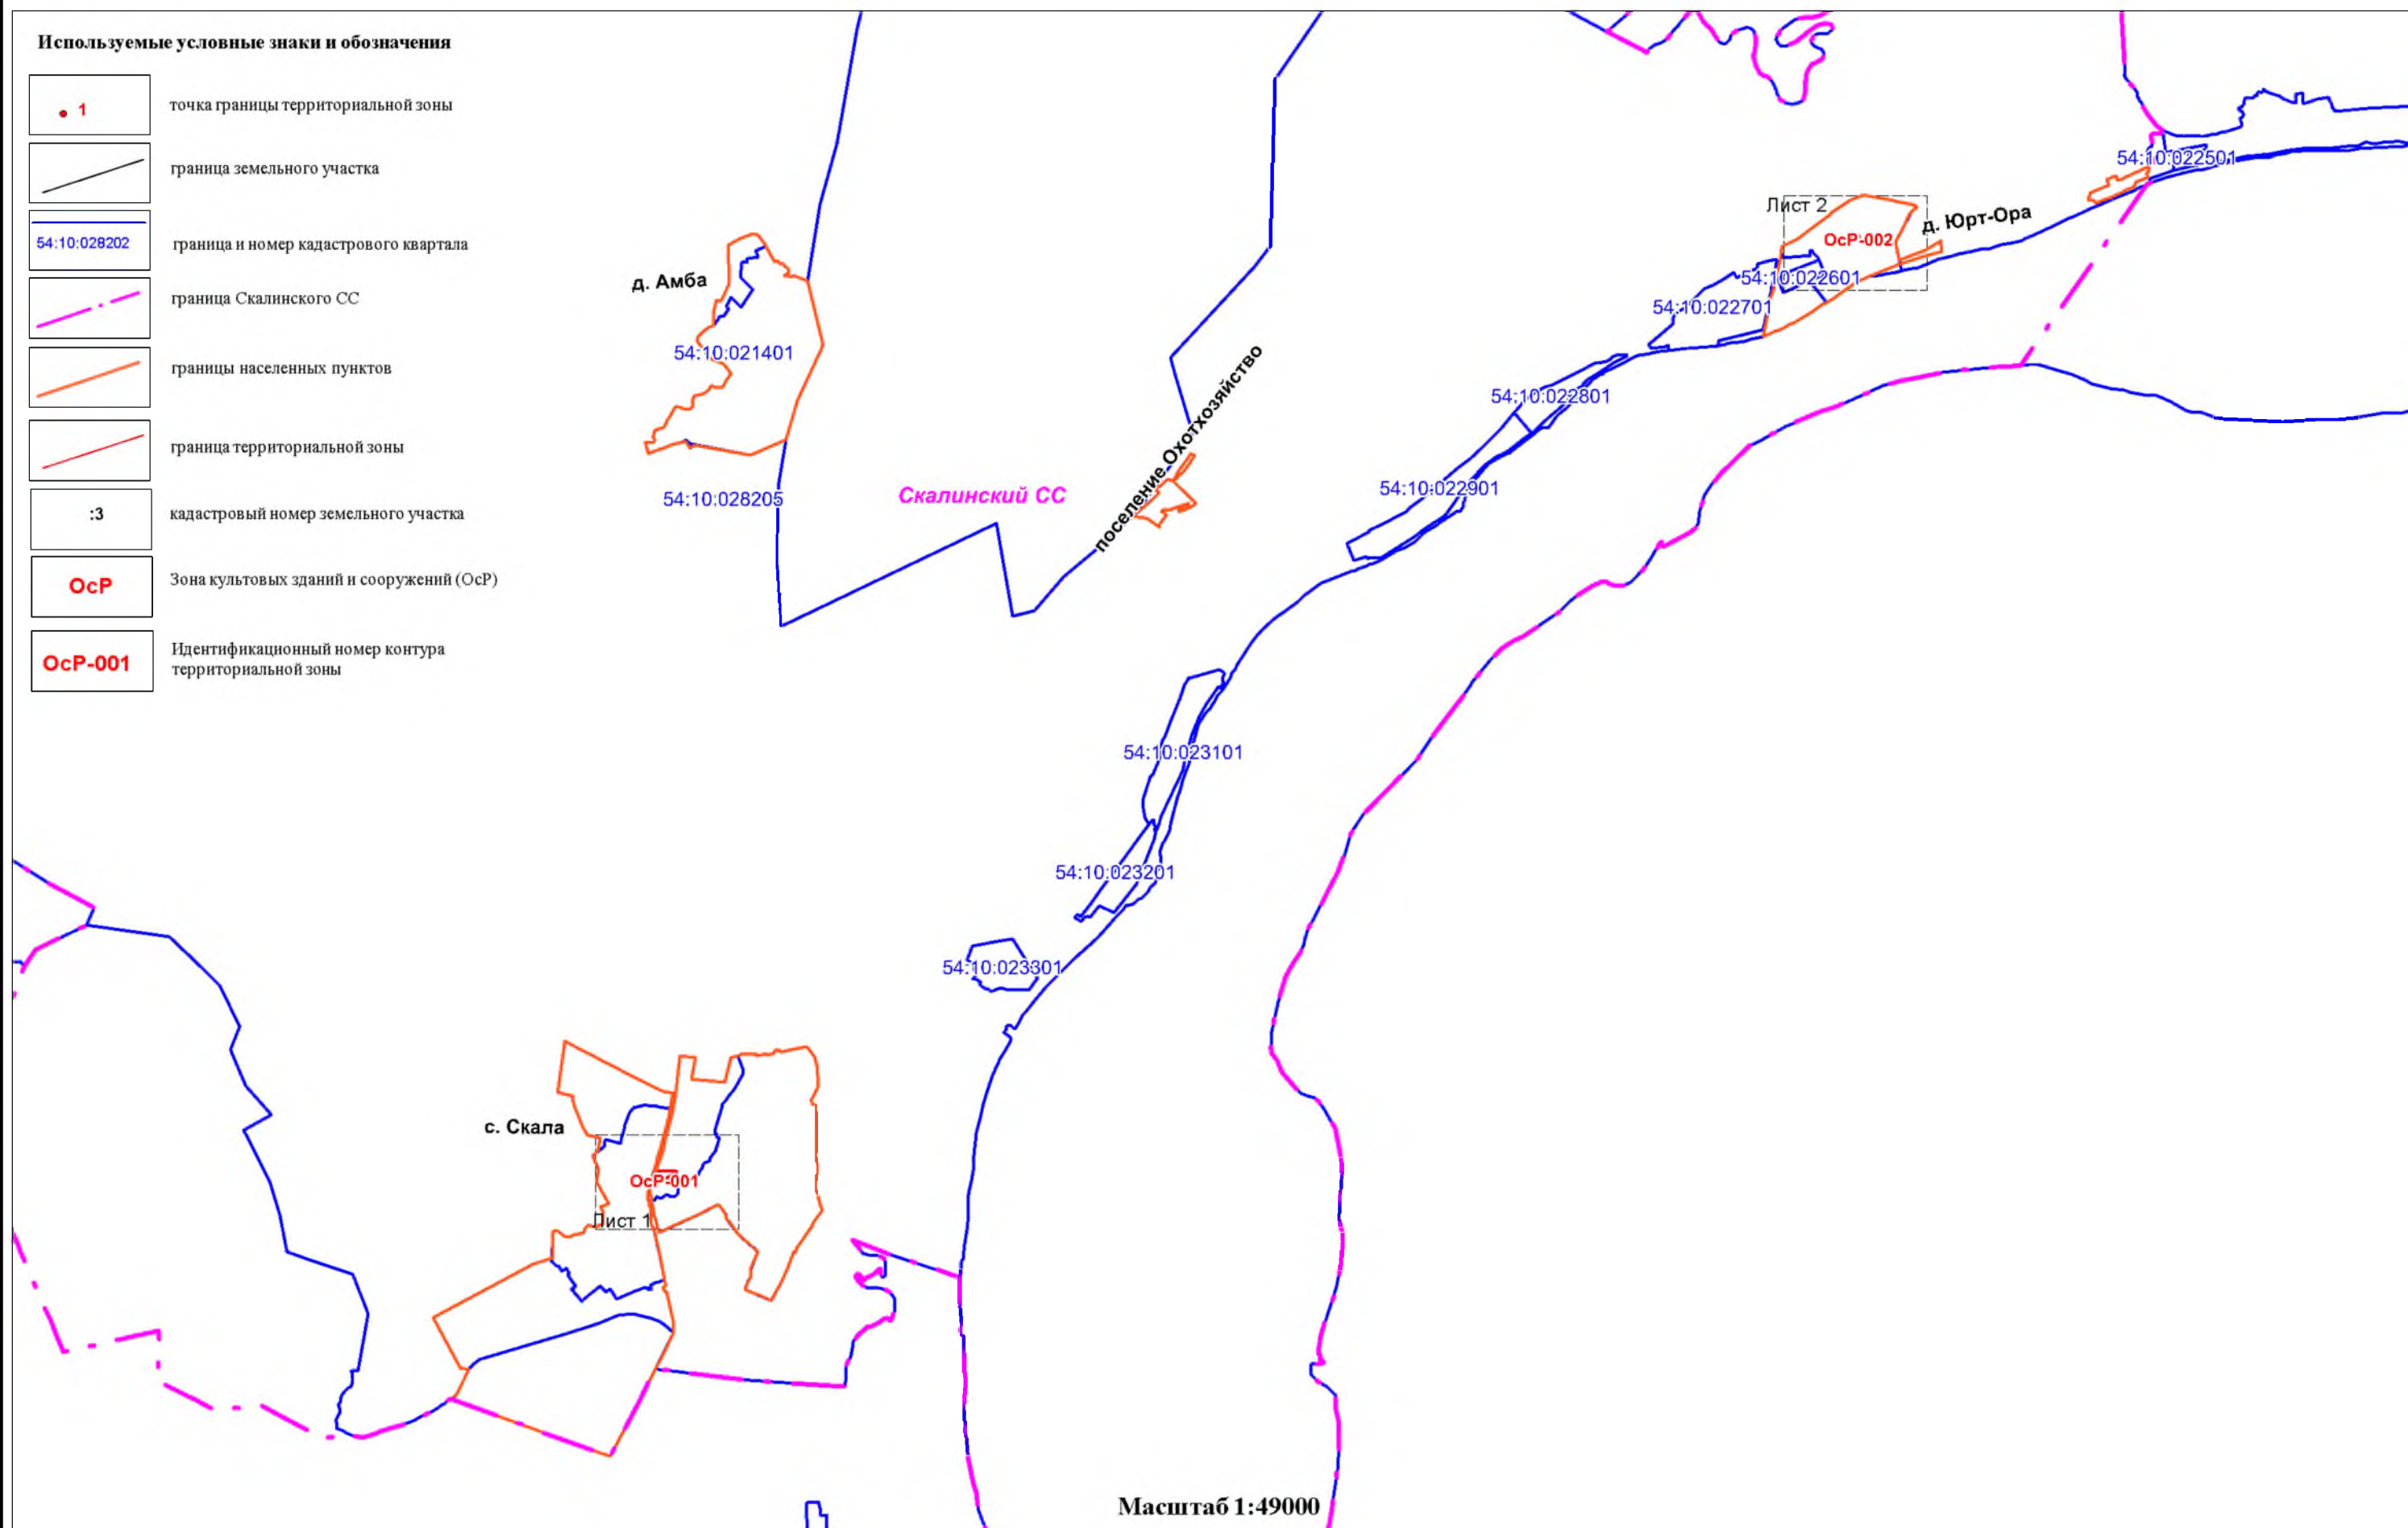 Используемые условные знаки и обозначения
1
точка границы территориальной зоны
граница земельного участка
54:10:028202
граница и номер кадастрового квартала
граница Скалинского СС
границы населенных пунктов
граница территориальной зоны
:3
кадастровый номер земельного участка
ОсР
Зона культовых зданий и сооружений (ОсР)
ОсР-001
Идентификационный номер контура
территориальной зоны
54:10:022501
Лист 2
д. Юрт-Ора
ОсР-002
54:10:022601
54:10:022701
д. Амба
54:10:021401
поселение Охотхозяйство
54:10:022801
54:10:022901
Скалинский СС
54:10:028205
54:10:023101
54:10:023201
54:10:023301
с. Скала
ОсР-001
Лист 1
Масштаб 1:49000